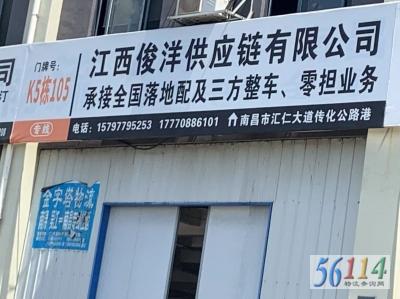 司
门牌号:
K5栋105
江西俊洋供应链有限公司
承接全国落地配及三方整车、零担业务
专线
电话: 15797795253 17770886101
南昌市汇仁大道传化公路港
金字塔物流
56114
物流查询网